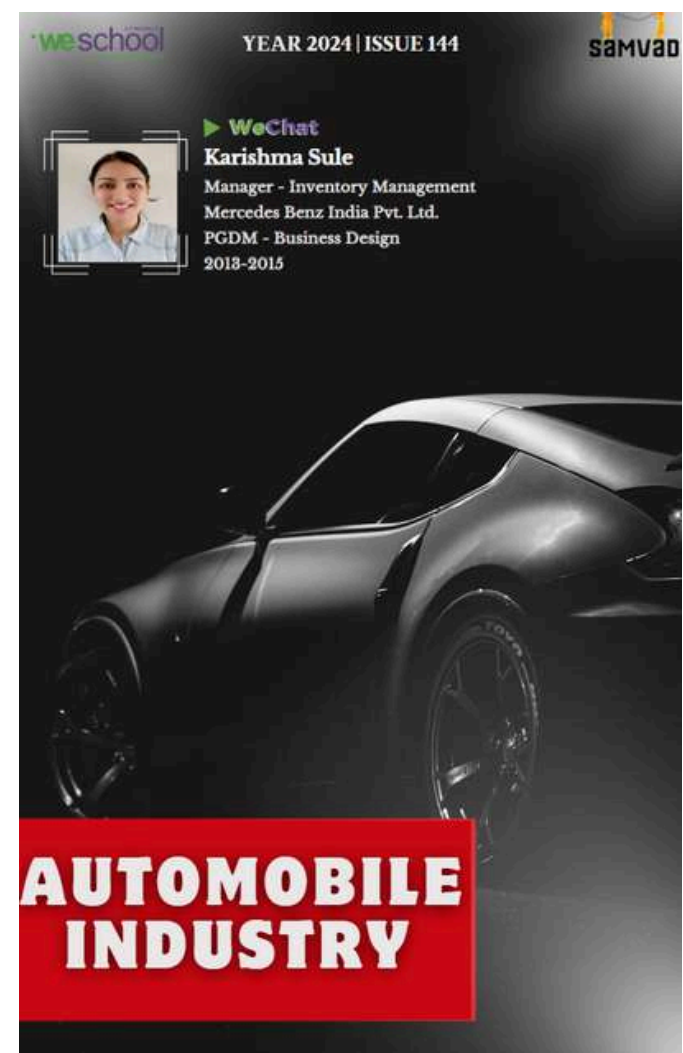 weschool
YEAR 2024 | ISSUE 144
SaMVaD
WeChat
Karishma Sule
Manager - Inventory Management
Mercedes Benz India Pvt. Ltd.
PGDM - Business Design
2013-2015
TOYO
AUTOMOBILE
INDUSTRY